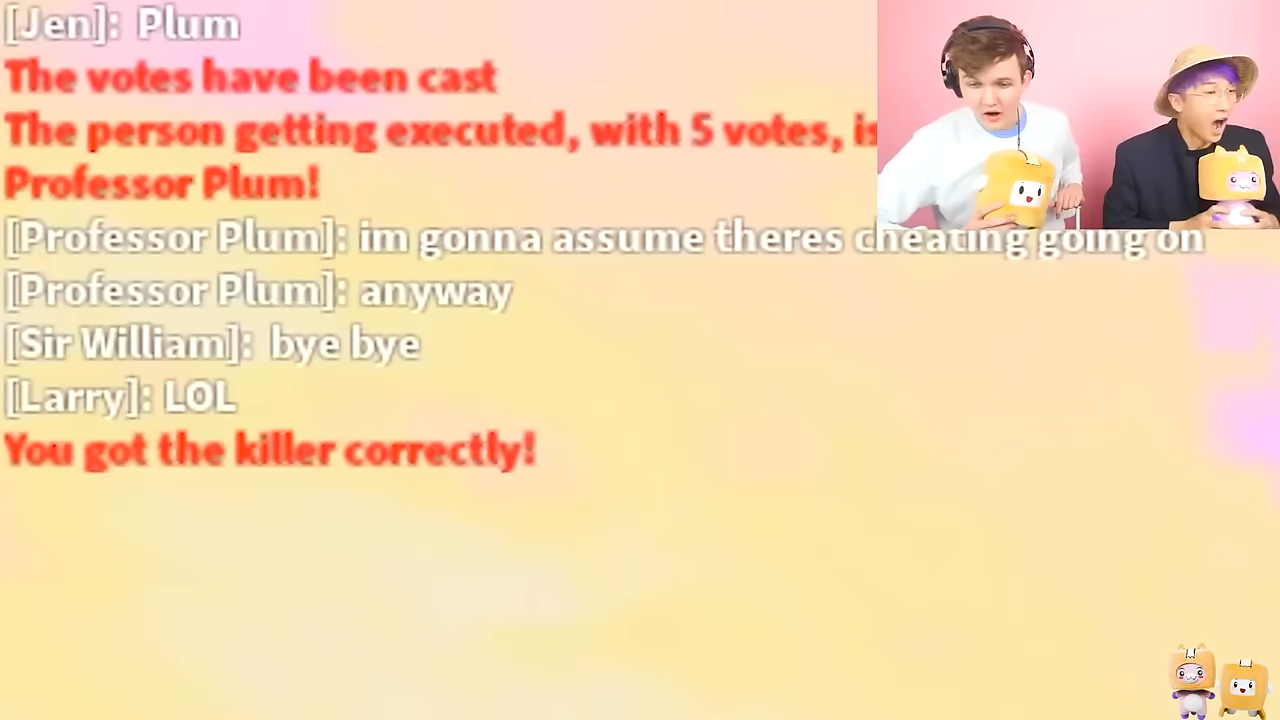 [Jen]: Plum
The votes have been cast
The person getting executed, with 5 votes, is
Professor Plum!
[Professor Plum]: im gonna assume theres cheating going on
[Professor Plum]: anyway
[Sir William]: bye bye
[Larry]: LOL
You got the killer correctly!